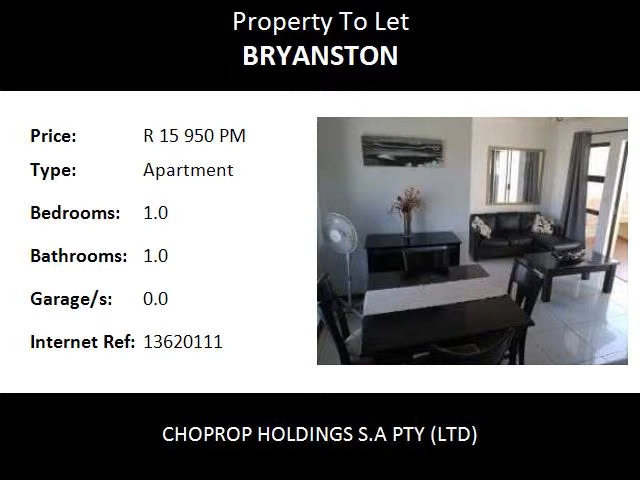 Property To Let
BRYANSTON
Price: R 15 950 PM
Type: Apartment
Bedrooms: 1.0
Bathrooms: 1.0
Garage/s: 0.0
Internet Ref: 13620111
CHOPROP HOLDINGS S.A PTY (LTD)